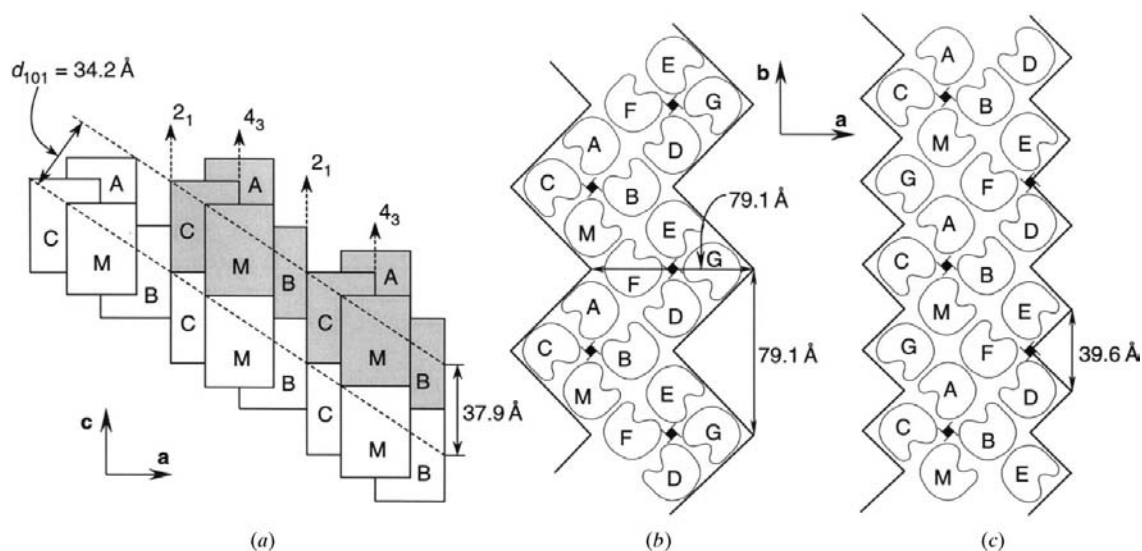 d₁₀₁ = 34.2 Å
2₁
4₃
2₁
4₃
A
A
C
C
M
M
B
B
A
C
C
M
M
B
B
C
M
B
37.9 Å
c
a
(a)
E
F G
A D
C B
79.1 Å
M E
F G
A D
C B
M E
F G
D
79.1 Å
(b)
b
a
A D
C B
M E
G F
A D
C B
M E
39.6 Å
G F
A D
C B
M E
(c)